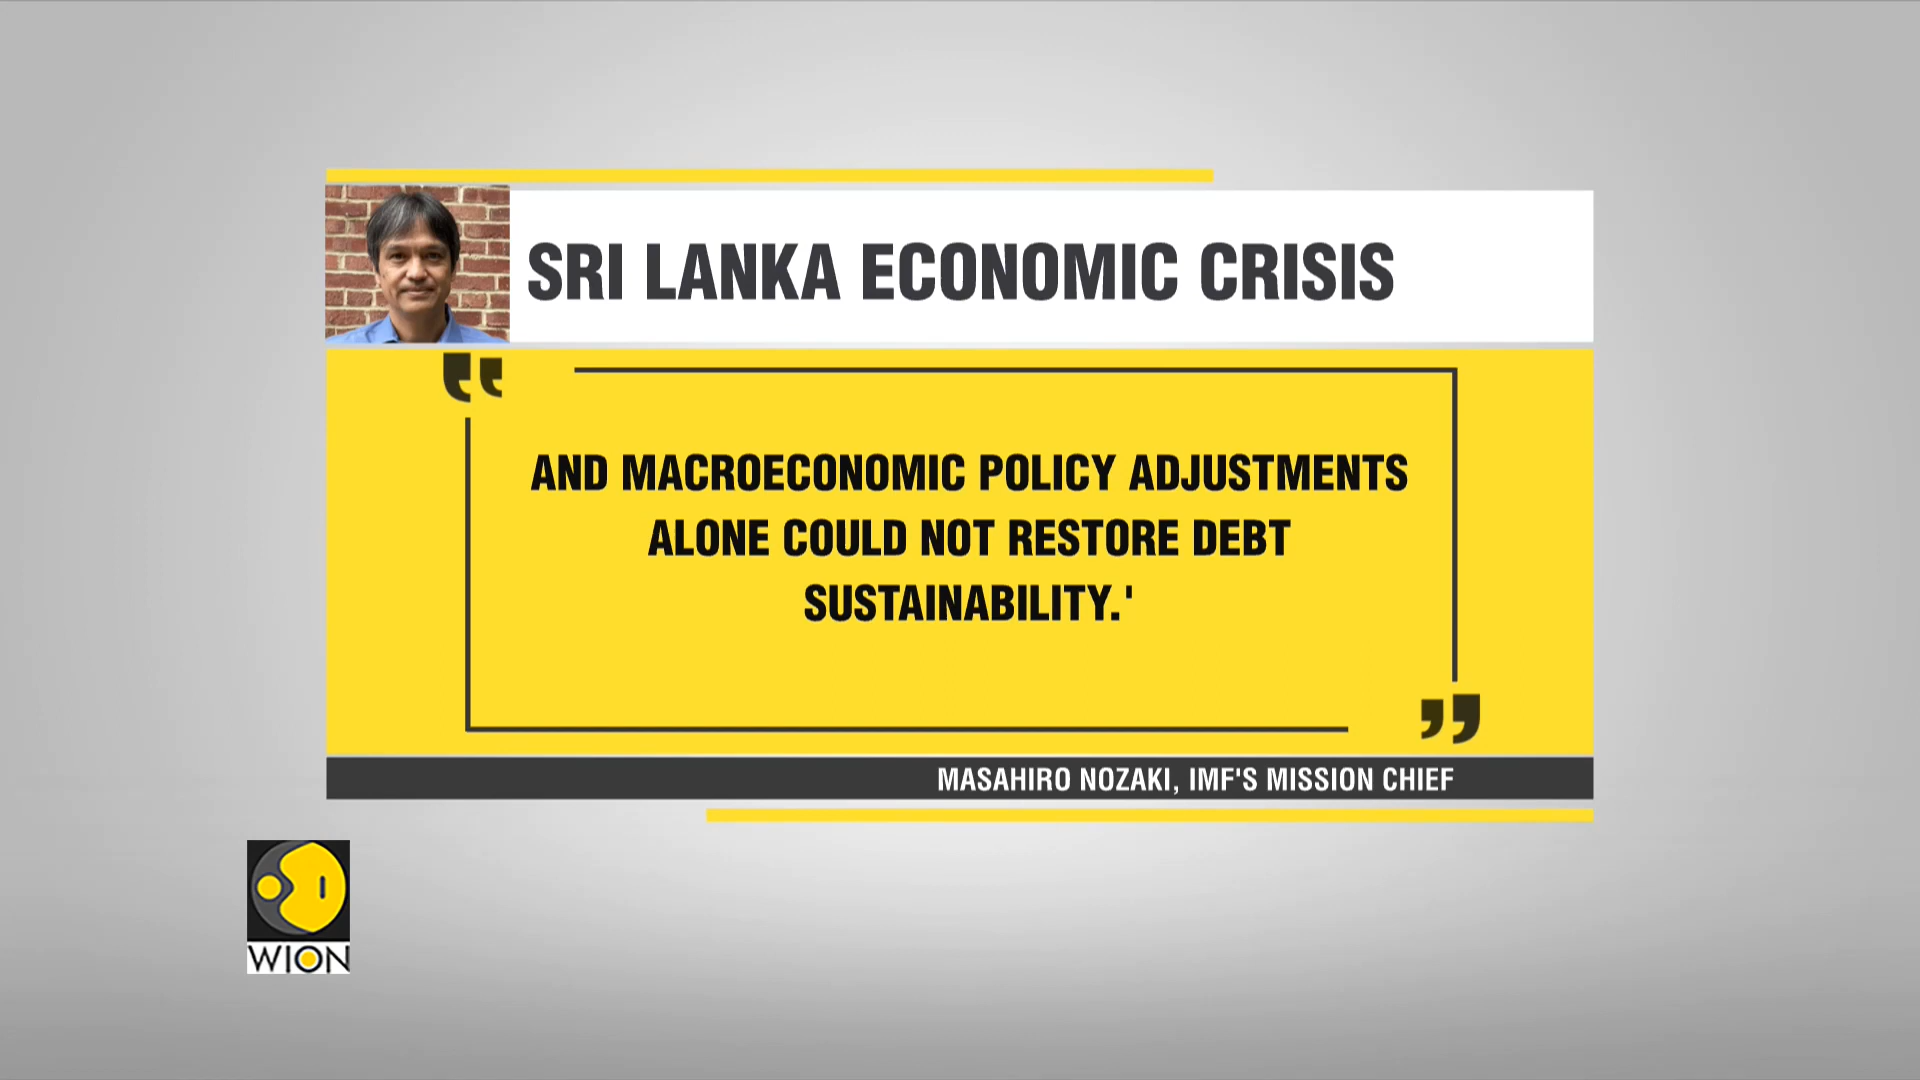 SRI LANKA ECONOMIC CRISIS
AND MACROECONOMIC POLICY ADJUSTMENTS
ALONE COULD NOT RESTORE DEBT
SUSTAINABILITY.'
MASAHIRO NOZAKI, IMF'S MISSION CHIEF
WION